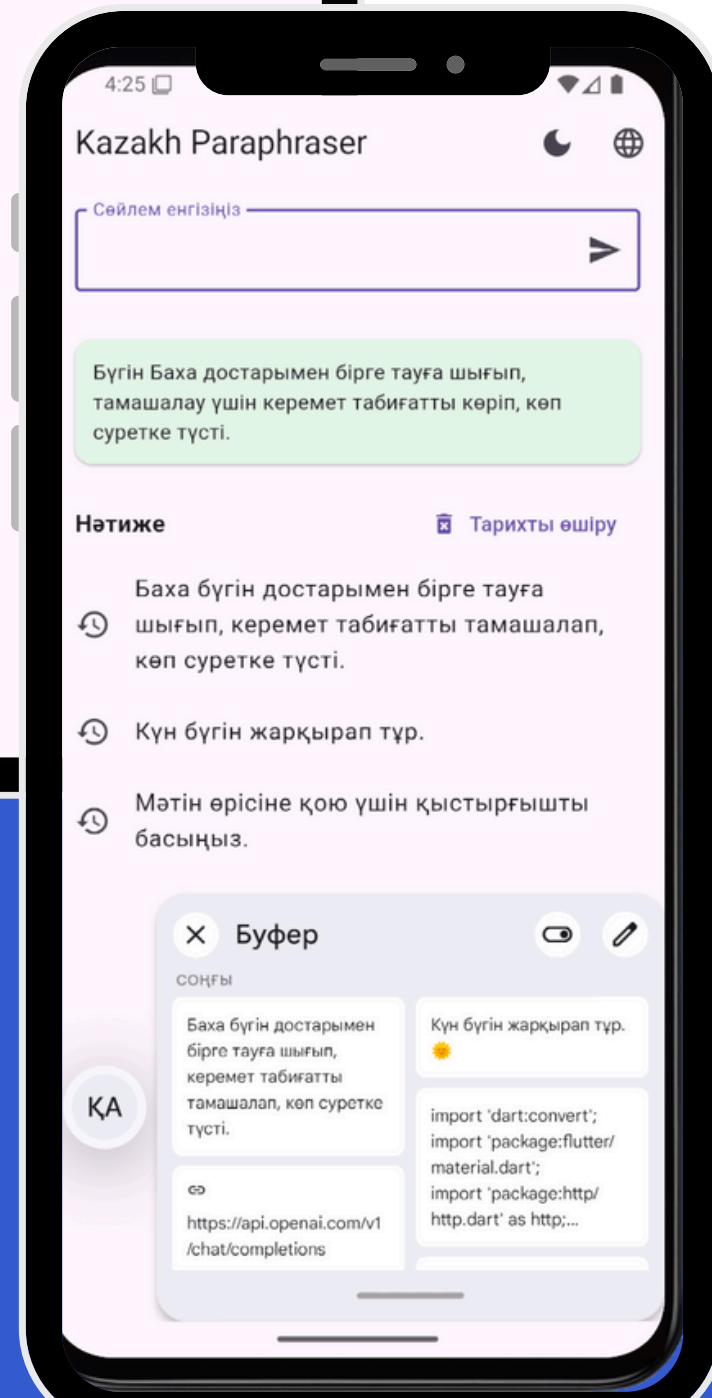 4:25
Kazakh Paraphraser
Сөйлем енгізіңіз
Бүгін Баха достарымен бірге тауға шығып,
тамашалау үшін керемет табиғатты көріп, көп
суретке түсті.
Нәтиже
Тарихты өшіру
Баха бүгін достарымен бірге тауға
шығып, керемет табиғатты тамашалап,
көп суретке түсті.
Күн бүгін жарқырап тұр.
Мәтін өрісіне қою үшін қыстырғышты
басыңыз.
Буфер
СОҢҒЫ
Баха бүгін достарымен
бірге тауға шығып,
керемет табиғатты
тамашалап, көп суретке
түсті.
Күн бүгін жарқырап тұр.
🌞
ҚА
import 'dart:convert';
import 'package:flutter/
material.dart';
import 'package:http/
http.dart' as http;...
https://api.openai.com/v1
/chat/completions